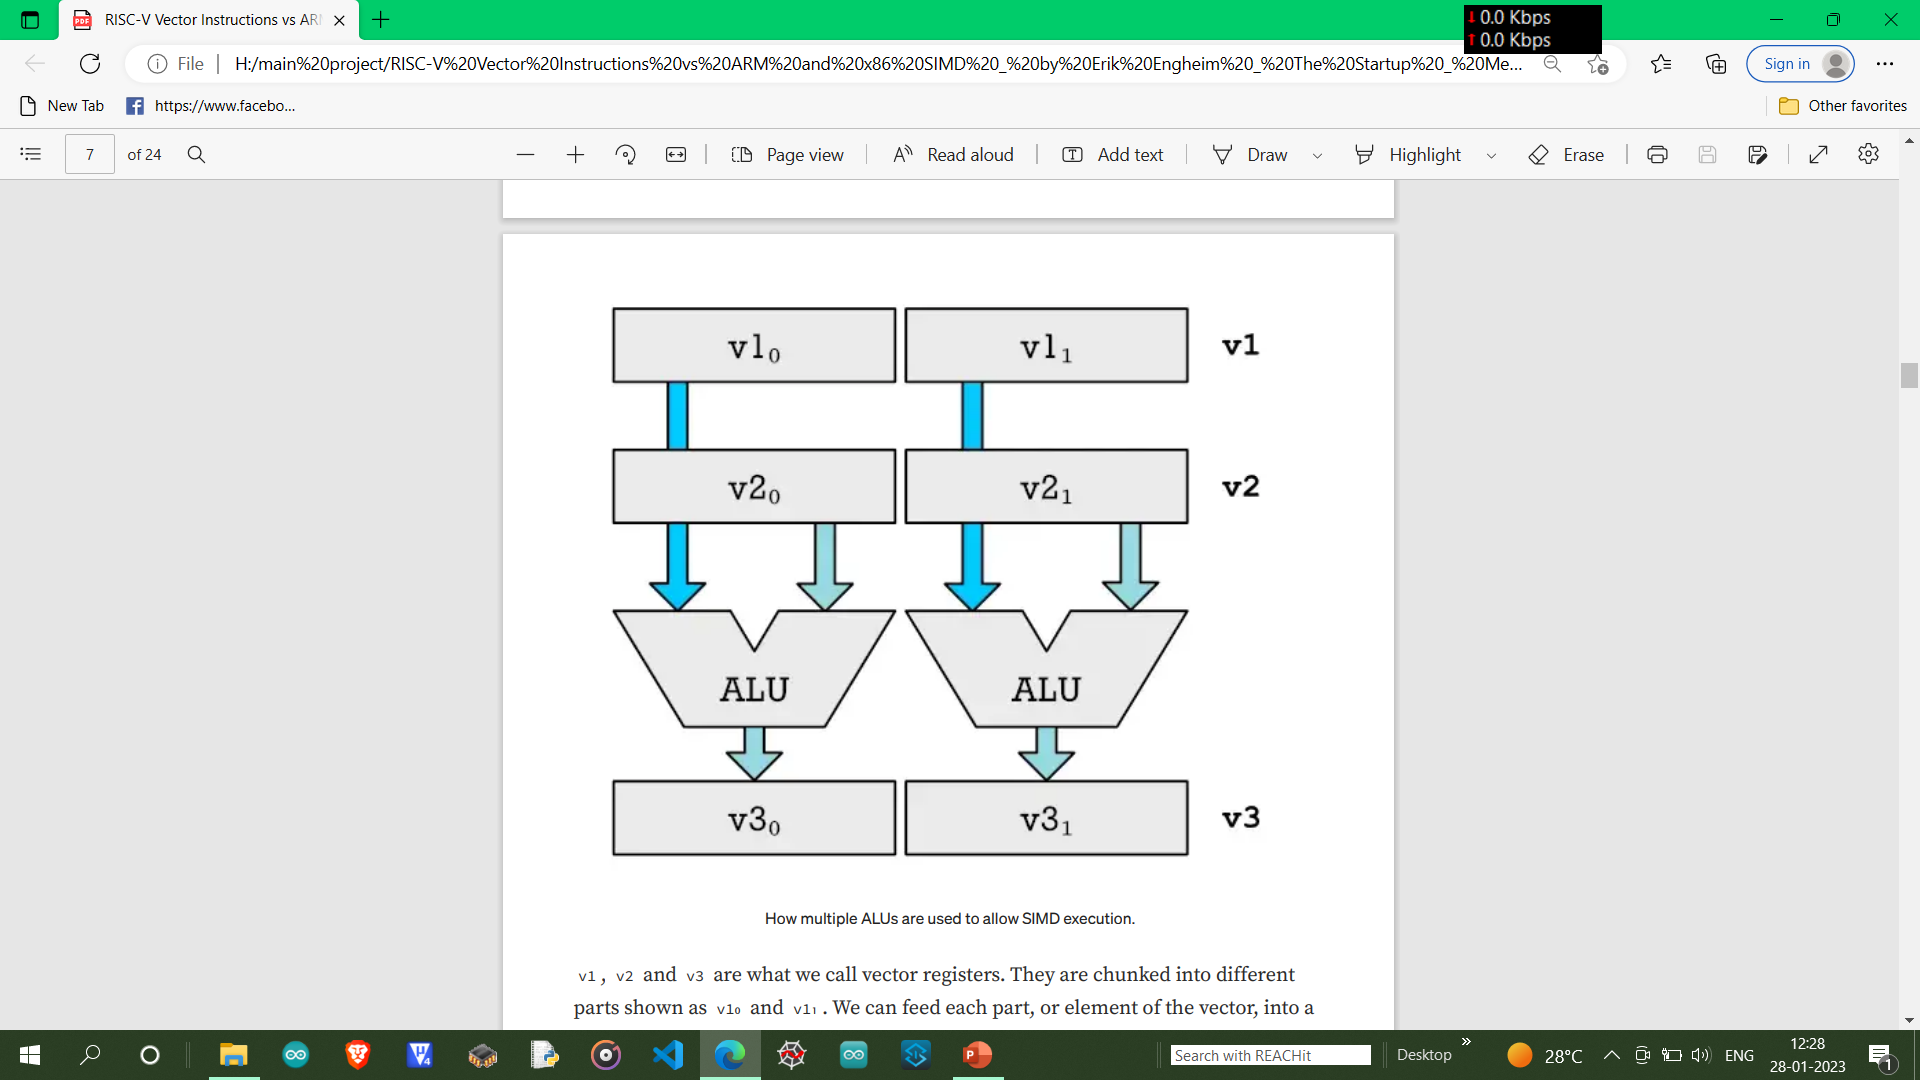 RISC-V Vector Instructions vs AR
0.0 Kbps
0.0 Kbps
File
H:/main%20project/RISC-V%20Vector%20Instructions%20vs%20ARM%20and%20x86%20SIMD%20_%20by%20Erik%20Engheim%20_%20The%20Startup%20_%20Me...
Sign in
New Tab
https://www.facebo...
Other favorites
7 of 24
Page view
Read aloud
Add text
Draw
Highlight
Erase
v1₀ v1₁ v1
v2₀ v2₁ v2
ALU ALU
v3₀ v3₁ v3
How multiple ALUs are used to allow SIMD execution.
v1, v2 and v3 are what we call vector registers. They are chunked into different
parts shown as v1₀ and v1₁. We can feed each part, or element of the vector, into a
Search with REACHit
Desktop
28°C
ENG
12:28
28-01-2023
1